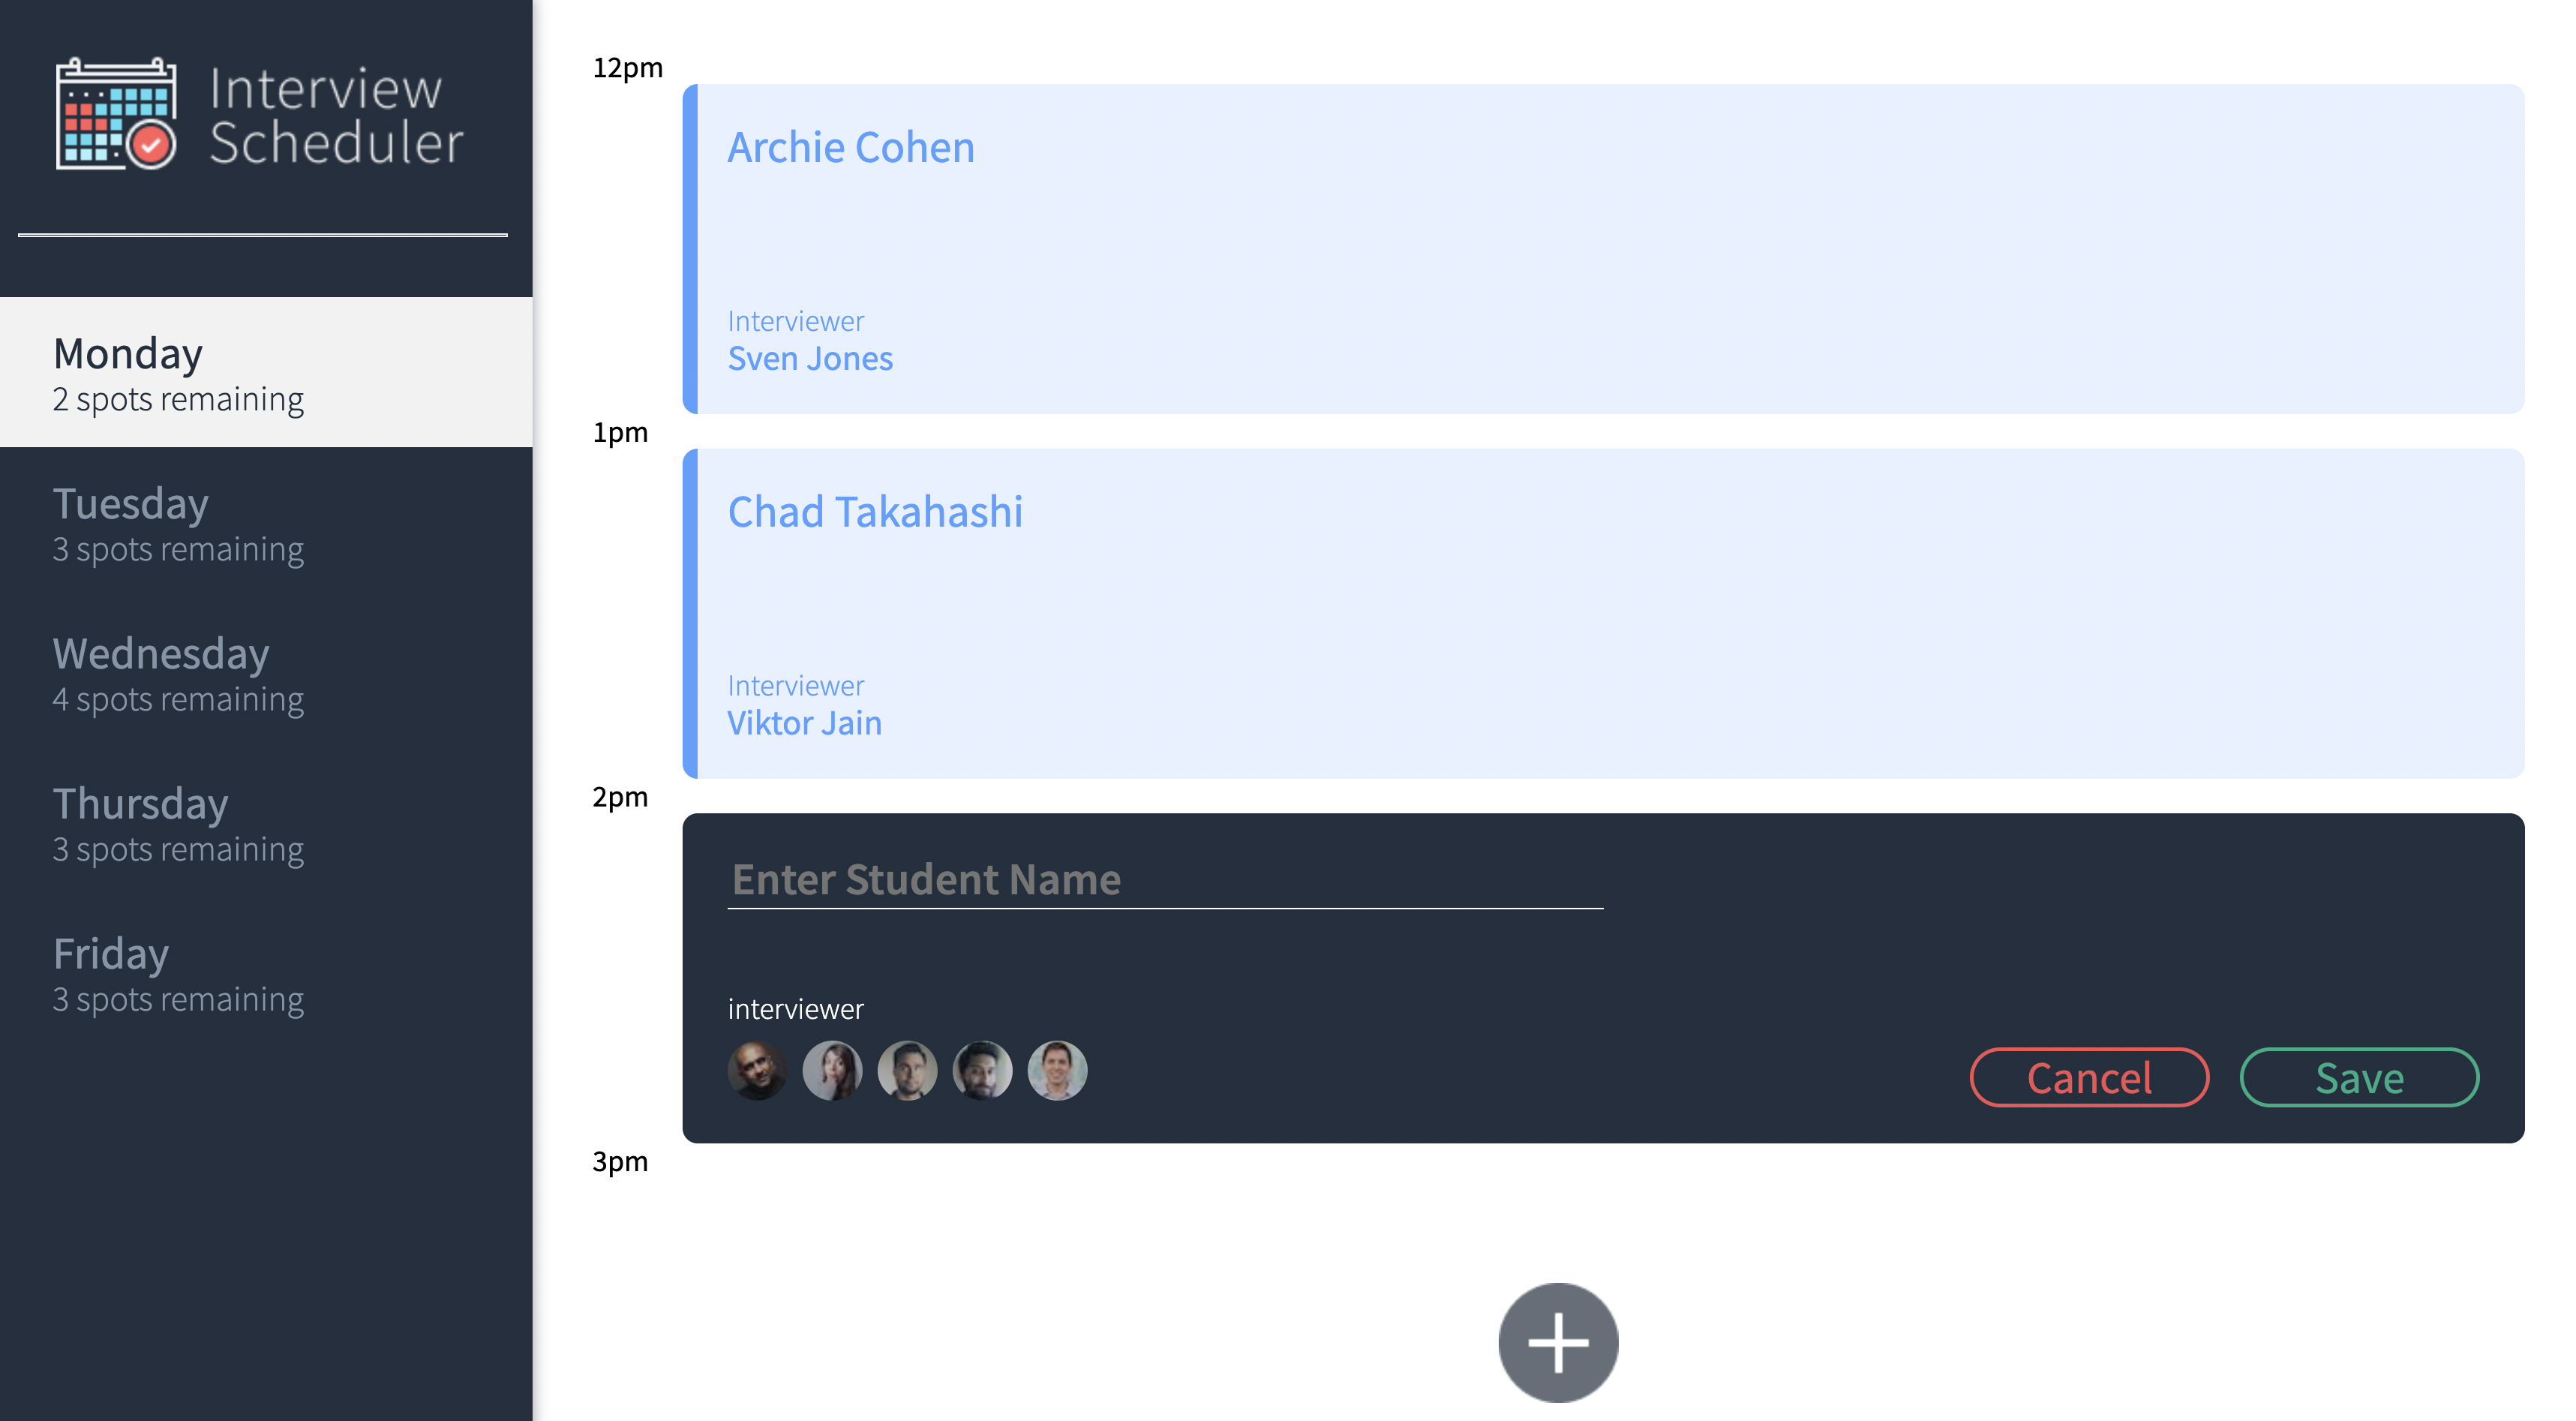 Interview
Scheduler
Monday
2 spots remaining
Tuesday
3 spots remaining
Wednesday
4 spots remaining
Thursday
3 spots remaining
Friday
3 spots remaining
12pm
Archie Cohen
Interviewer
Sven Jones
1pm
Chad Takahashi
Interviewer
Viktor Jain
2pm
Enter Student Name
interviewer
Cancel
Save
3pm